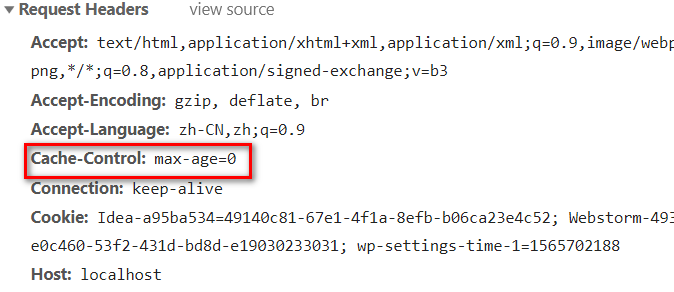 ▼ Request Headers view source
Accept: text/html,application/xhtml+xml,application/xml;q=0.9,image/webp
png,*/*;q=0.8,application/signed-exchange;v=b3
Accept-Encoding: gzip, deflate, br
Accept-Language: zh-CN,zh;q=0.9
Cache-Control: max-age=0
Connection: keep-alive
Cookie: Idea-a95ba534=49140c81-67e1-4f1a-8efb-b06ca23e4c52; Webstorm-493
e0c460-53f2-431d-bd8d-e19030233031; wp-settings-time-1=1565702188
Host: localhost